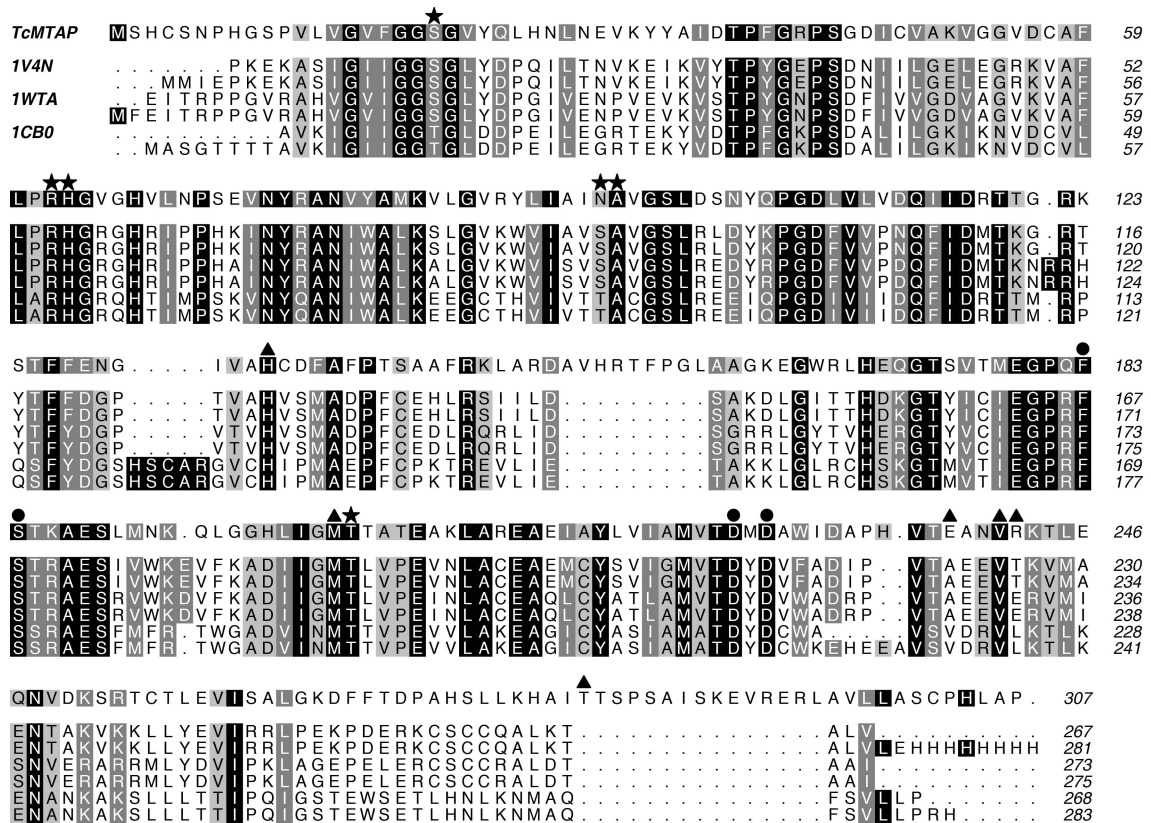 TcMTAP MSHCSNPHGSPVLVGVFGGSGVYQLHNLNEVKYYAIDTPFGRPSGDICVAKVGGVDCAF 59
1V4N .......PKEKASIGIIGGSGLYDPQILTNVKEIKVYTPYGEPSDNIILGELEGRKVAF 52
...MMIEPKEKASIGIIGGSGLYDPQILTNVKEIKVYTPYGEPSDNIILGELEGRKVAF 56
1WTA ..EITRPPGVRAHVGVIGGSGLYDPGIVENPVEVKVSTPYGNPSDFIVVGDVAGVKVAF 57
MFEITRPPGVRAHVGVIGGSGLYDPGIVENPVEVKVSTPYGNPSDFIVVGDVAGVKVAF 59
1CB0 ..........AVKIGIIGGTGLDDPEILEGRTEKYVDTPFGKPSDALILGKIKNVDCVL 49
..MASGTTTTAVKIGIIGGTGLDDPEILEGRTEKYVDTPFGKPSDALILGKIKNVDCVL 57
LPRHGVGHVLNPSEVNYRANVYAMKVLGVRYLIAINAVGSLDSNYQPGDLVLVDQIIDRTTG.RK 123
LPRHGRGHRIPPHKINYRANIWALKSLGVKWVIAVSAVGSLRLDYKPGDFVVPNQFIDMTKG.RT 116
LPRHGRGHRIPPHKINYRANIWALKSLGVKWVIAVSAVGSLRLDYKPGDFVVPNQFIDMTKG.RT 120
LPRHGRGHRIPPHAINYRANIWALKALGVKWVISVSAVGSLREDYRPGDFVVPDQFIDMTKNRRH 122
LPRHGRGHRIPPHAINYRANIWALKALGVKWVISVSAVGSLREDYRPGDFVVPDQFIDMTKNRRH 124
LARHGRQHTIMPSKVNYQANIWALKEEGCTHVIVTTACGSLREEIQPGDIVIIDQFIDRTTM.RP 113
LARHGRQHTIMPSKVNYQANIWALKEEGCTHVIVTTACGSLREEIQPGDIVIIDQFIDRTTM.RP 121
STFFENG.....IVAHCDFAFPTSAAFRKLARDAVHRTFPGLAAGKEGWRLHEQGTSVTMEGPQF 183
YTFFDGP.....TVAHVSMADPFCEHLRSIILD.........SAKDLGITTHDKGTYICIEGPRF 167
YTFFDGP.....TVAHVSMADPFCEHLRSIILD.........SAKDLGITTHDKGTYICIEGPRF 171
YTFYDGP.....VTVHVSMADPFCEDLRQRLID.........SGRRLGYTVHERGTYVCIEGPRF 173
YTFYDGP.....VTVHVSMADPFCEDLRQRLID.........SGRRLGYTVHERGTYVCIEGPRF 175
QSFYDGSHSCARGVCHIPMAEPFCPKTREVLIE.........TAKKLGLRCHSKGTMVTIEGPRF 169
QSFYDGSHSCARGVCHIPMAEPFCPKTREVLIE.........TAKKLGLRCHSKGTMVTIEGPRF 177
STKAESLMNK.QLGGHLIGMTTATEAKLAREAEIAYLVIAMVTDMDAWIDAPH.VTEANVRKTLE 246
STRAESIVWKEVFKADIIGMTLVPEVNLACEAEMCYSVIGMVTDYDVFADIP..VTAEEVTKVMA 230
STRAESIVWKEVFKADIIGMTLVPEVNLACEAEMCYSVIGMVTDYDVFADIP..VTAEEVTKVMA 234
STRAESRVWKDVFKADIIGMTLVPEINLACEAQLCYATLAMVTDYDVWADRP..VTAEEVERVMI 236
STRAESRVWKDVFKADIIGMTLVPEINLACEAQLCYATLAMVTDYDVWADRP..VTAEEVERVMI 238
SSRAESFMFR.TWGADVINMTTVPEVVLAKEAGICYASIAMATDYDCWA.....VSVDRVLKTLK 228
SSRAESFMFR.TWGADVINMTTVPEVVLAKEAGICYASIAMATDYDCWKEHEEAVSVDRVLKTLK 241
QNVDKSRTCTLEVISALGKDFFTDPAHSLLKHAITTSPSAISKEVRERLAVLLASCPHLAP. 307
ENTAKVKKLLYEVIRRLPEKPDERKCSCCQALKT...............ALV.......... 267
ENTAKVKKLLYEVIRRLPEKPDERKCSCCQALKT...............ALVLEHHHHHHHH 281
SNVERARRMLYDVIPKLAGEPELERCSCCRALDT...............AAI.......... 273
SNVERARRMLYDVIPKLAGEPELERCSCCRALDT...............AAI.......... 275
ENANKAKSLLLTTIPQIGSTEWSETLHNLKNMAQ...............FSVLLP....... 268
ENANKAKSLLLTTIPQIGSTEWSETLHNLKNMAQ...............FSVLLPRH..... 283